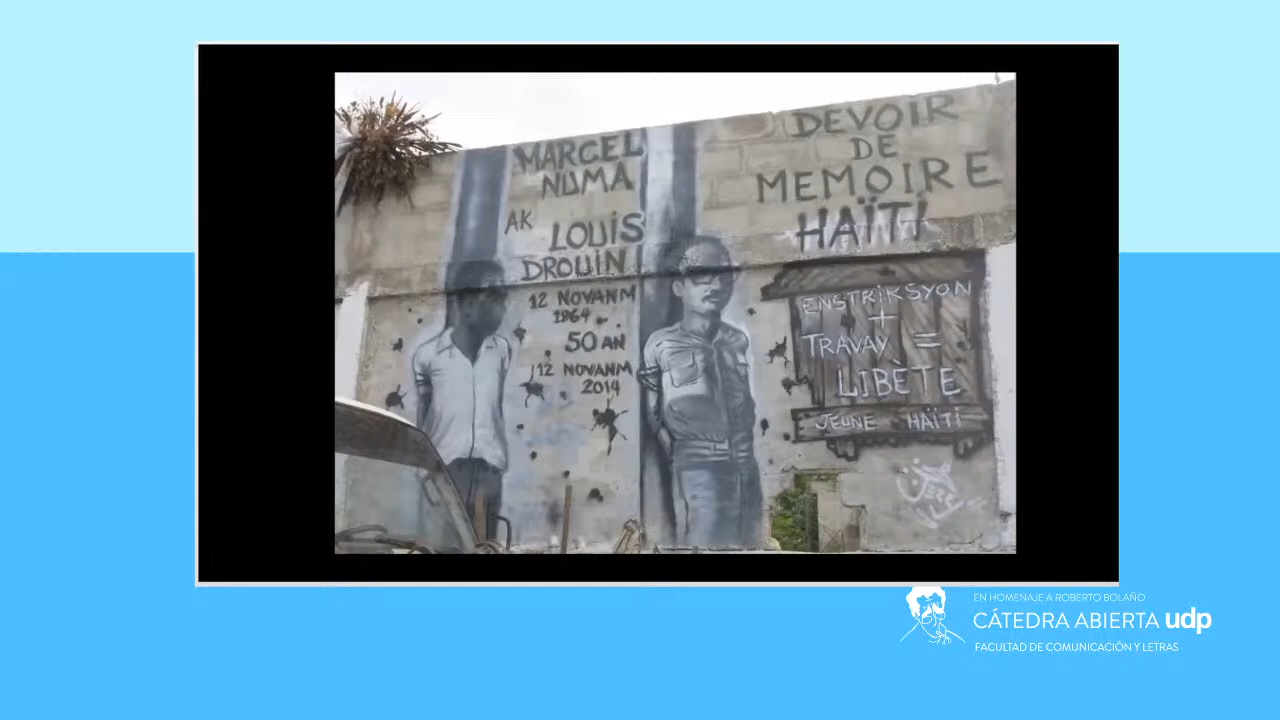 MARCEL
NUMA
AK
LOUIS
DROUIN
12 NOVANM
1964
50 AN
12 NOVANM
2014
DEVOIR
DE
MEMOIRE
HAÏTI
ENSTRIKSYON
+
TRAVAY =
LIBÈTE
JEUNE HAÏTI
JERRY
EN HOMENAJE A ROBERTO BOLAÑO
CÁTEDRA ABIERTA udp
FACULTAD DE COMUNICACIÓN Y LETRAS